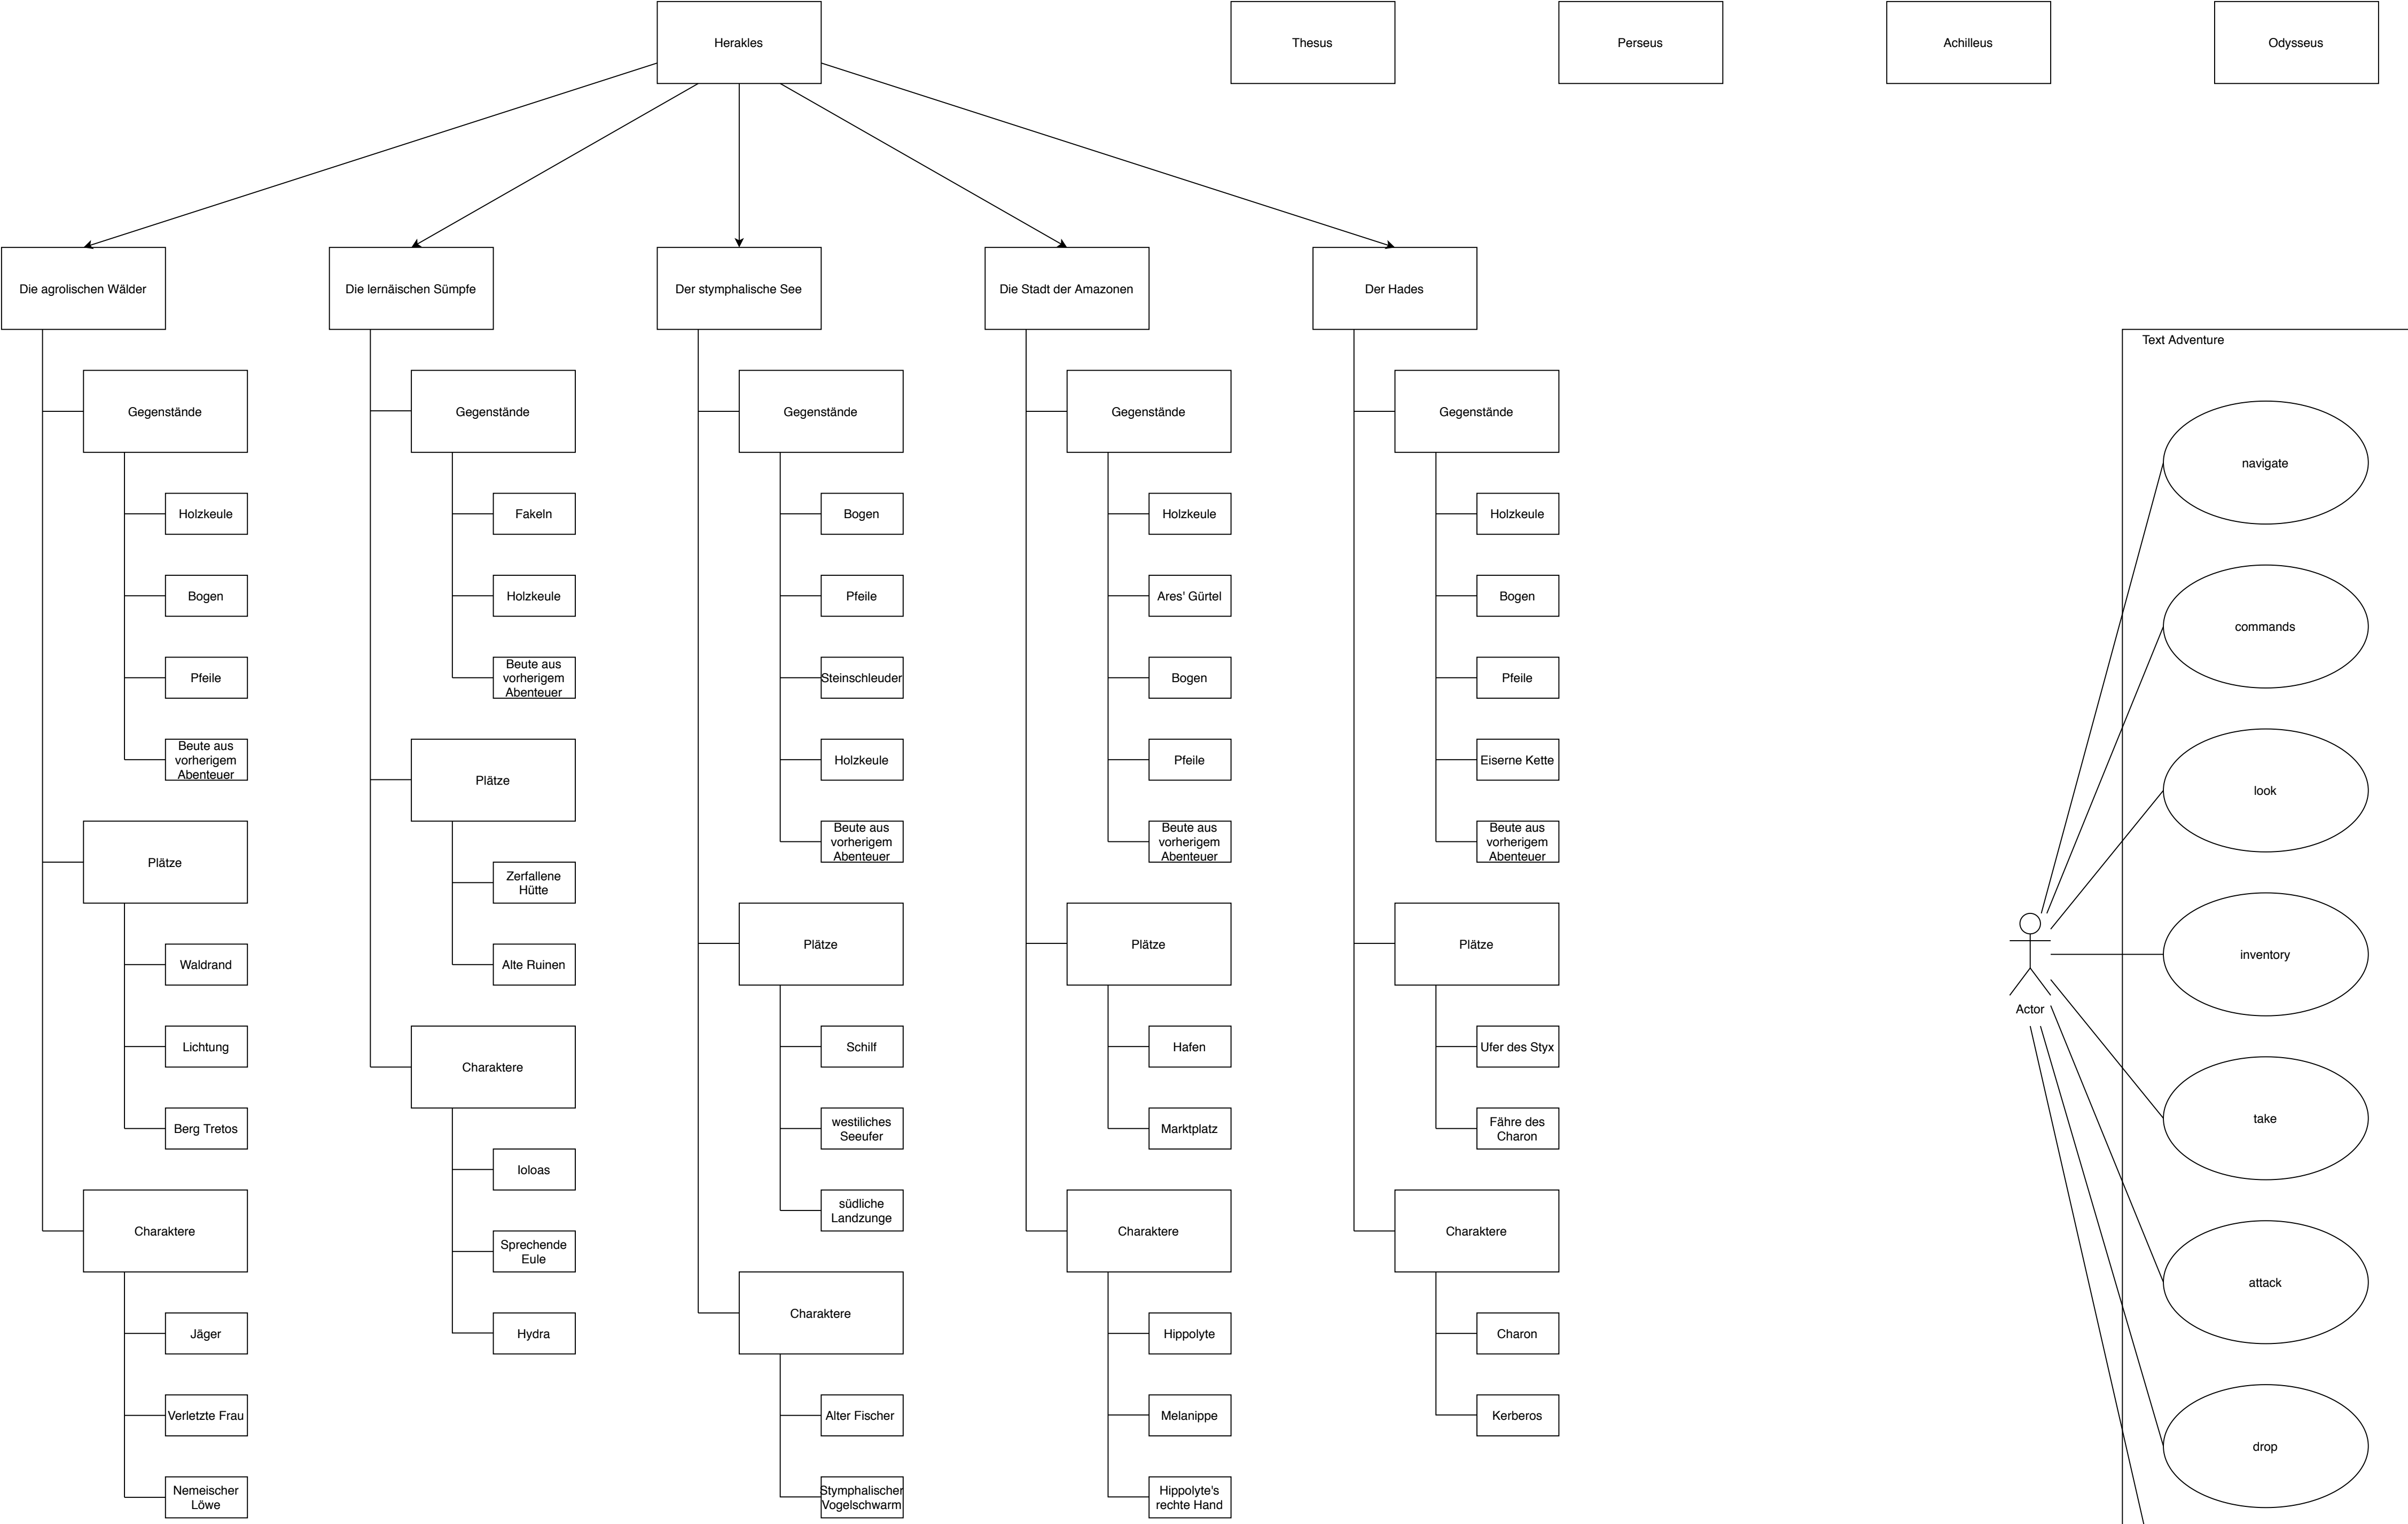 Herakles
Thesus
Perseus
Achilleus
Odysseus
Die agrolischen Wälder
Die lernäischen Sümpfe
Der stymphalische See
Die Stadt der Amazonen
Der Hades
Gegenstände
Holzkeule
Bogen
Pfeile
Beute aus
vorherigem
Abenteuer
Plätze
Waldrand
Lichtung
Berg Tretos
Charaktere
Jäger
Verletzte Frau
Nemeischer
Löwe
Gegenstände
Fakeln
Holzkeule
Beute aus
vorherigem
Abenteuer
Plätze
Zerfallene
Hütte
Alte Ruinen
Charaktere
Ioloas
Sprechende
Eule
Hydra
Gegenstände
Bogen
Pfeile
Steinschleuder
Holzkeule
Beute aus
vorherigem
Abenteuer
Plätze
Schilf
westiliches
Seeufer
südliche
Landzunge
Charaktere
Alter Fischer
Stymphalischer
Vogelschwarm
Gegenstände
Holzkeule
Ares' Gürtel
Bogen
Pfeile
Beute aus
vorherigem
Abenteuer
Plätze
Hafen
Marktplatz
Charaktere
Hippolyte
Melanippe
Hippolyte's
rechte Hand
Gegenstände
Holzkeule
Bogen
Pfeile
Eiserne Kette
Beute aus
vorherigem
Abenteuer
Plätze
Ufer des Styx
Fähre des
Charon
Charaktere
Charon
Kerberos
Actor
Text Adventure
navigate
commands
look
inventory
take
attack
drop